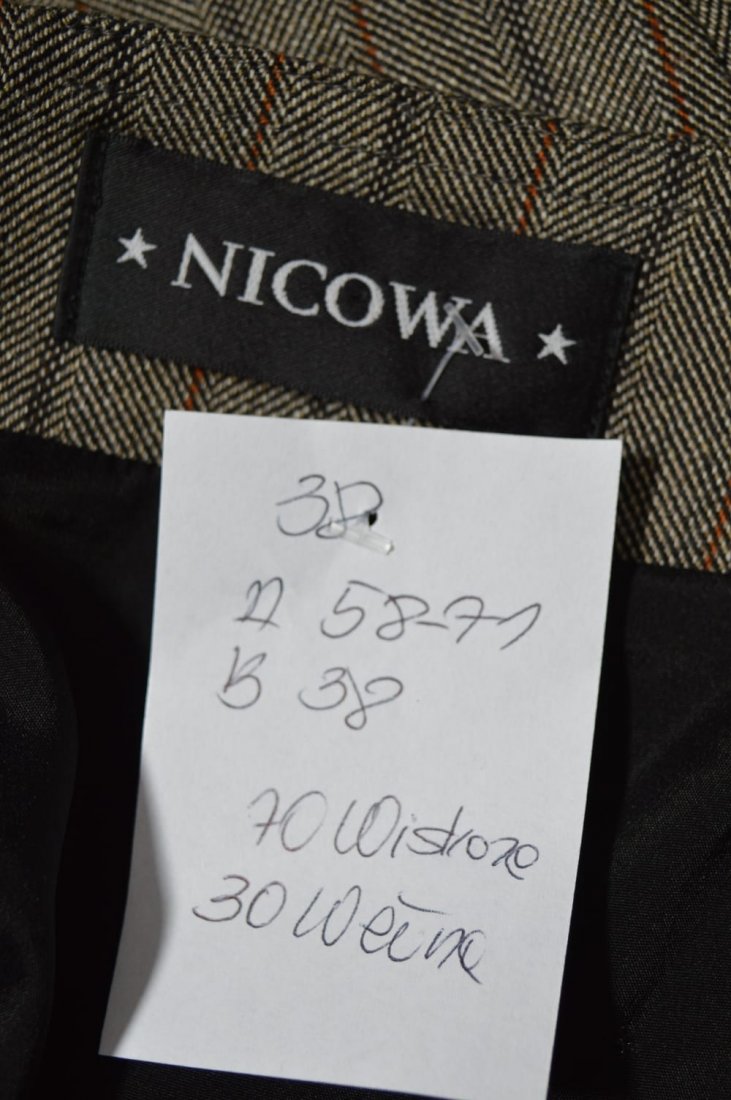 ★ NICOWA ★
38
58-71
B 38
70 Wiskoza
30 Wełna